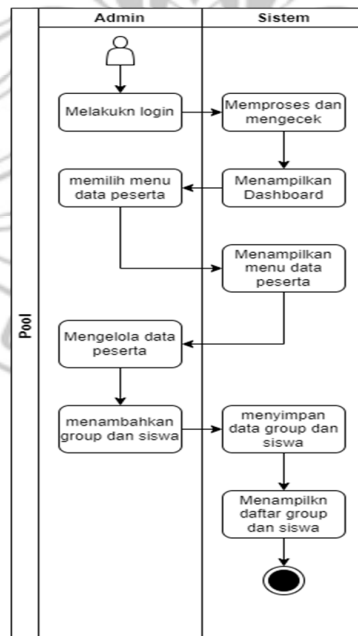 Admin
Sistem
Pool
Melakukn login
Memproses dan
mengecek
Menampilkan
Dashboard
memilih menu
data peserta
Menampilkan
menu data
peserta
Mengelola data
peserta
menambahkan
group dan siswa
menyimpan
data group dan
siswa
Menampilkn
daftar group
dan siswa